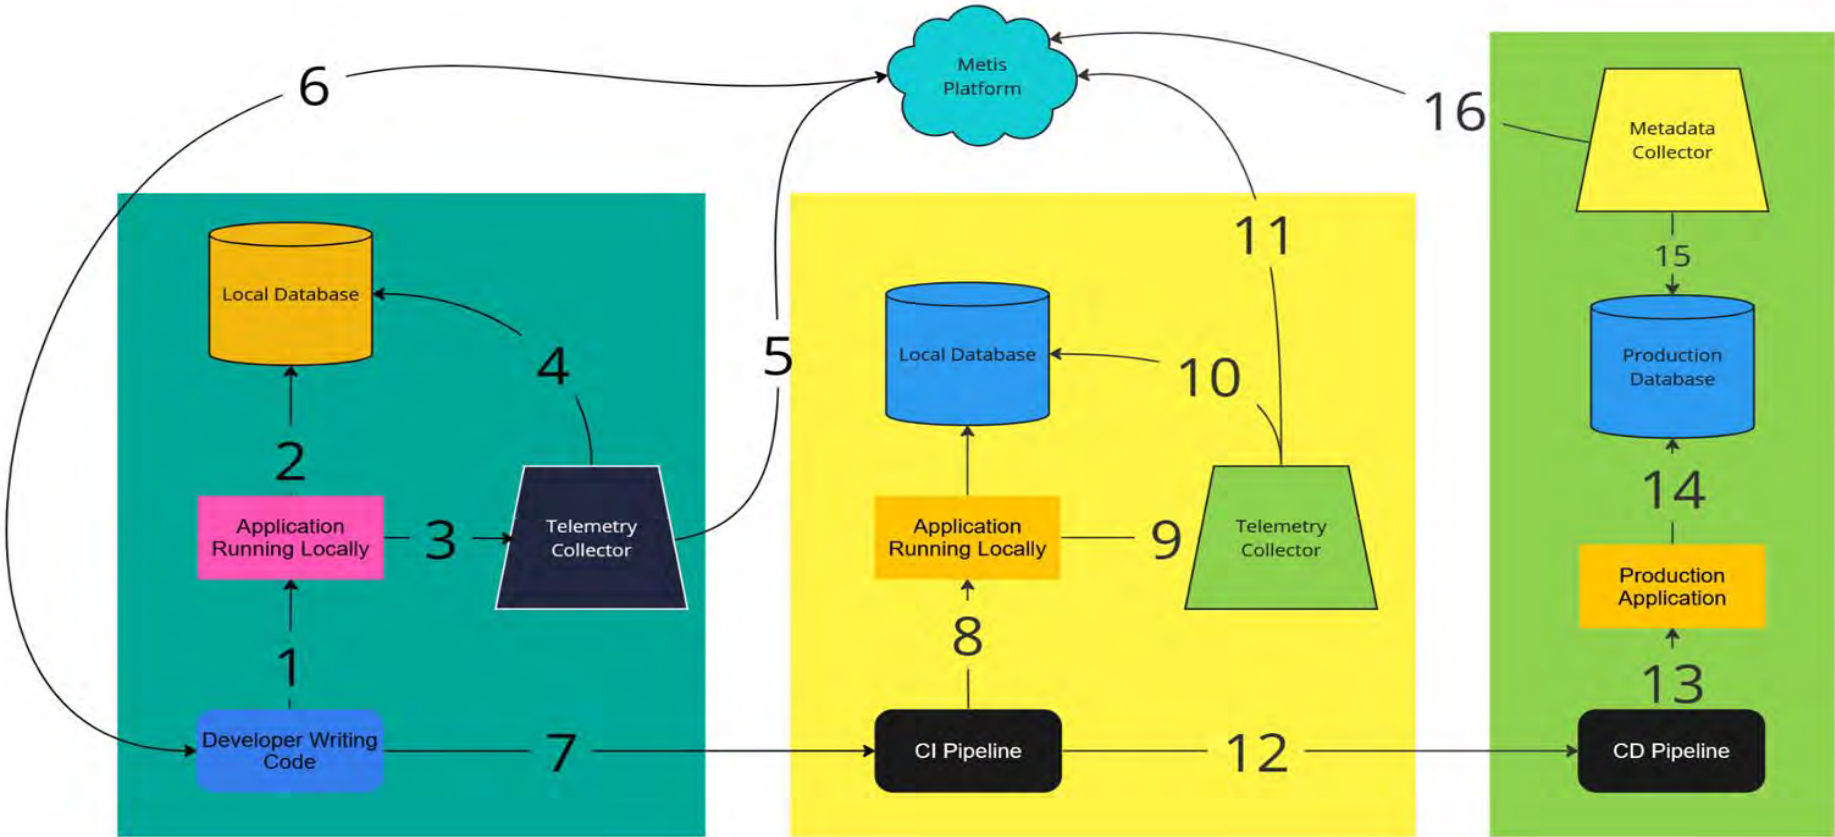 6
Metis
Platform
16
Metadata
Collector
11
15
Local Database
5
4
Local Database
10
Production
Database
2
14
Application
Running Locally
3
Telemetry
Collector
Application
Running Locally
9
Telemetry
Collector
Production
Application
1
8
13
Developer Writing
Code
7
CI Pipeline
12
CD Pipeline